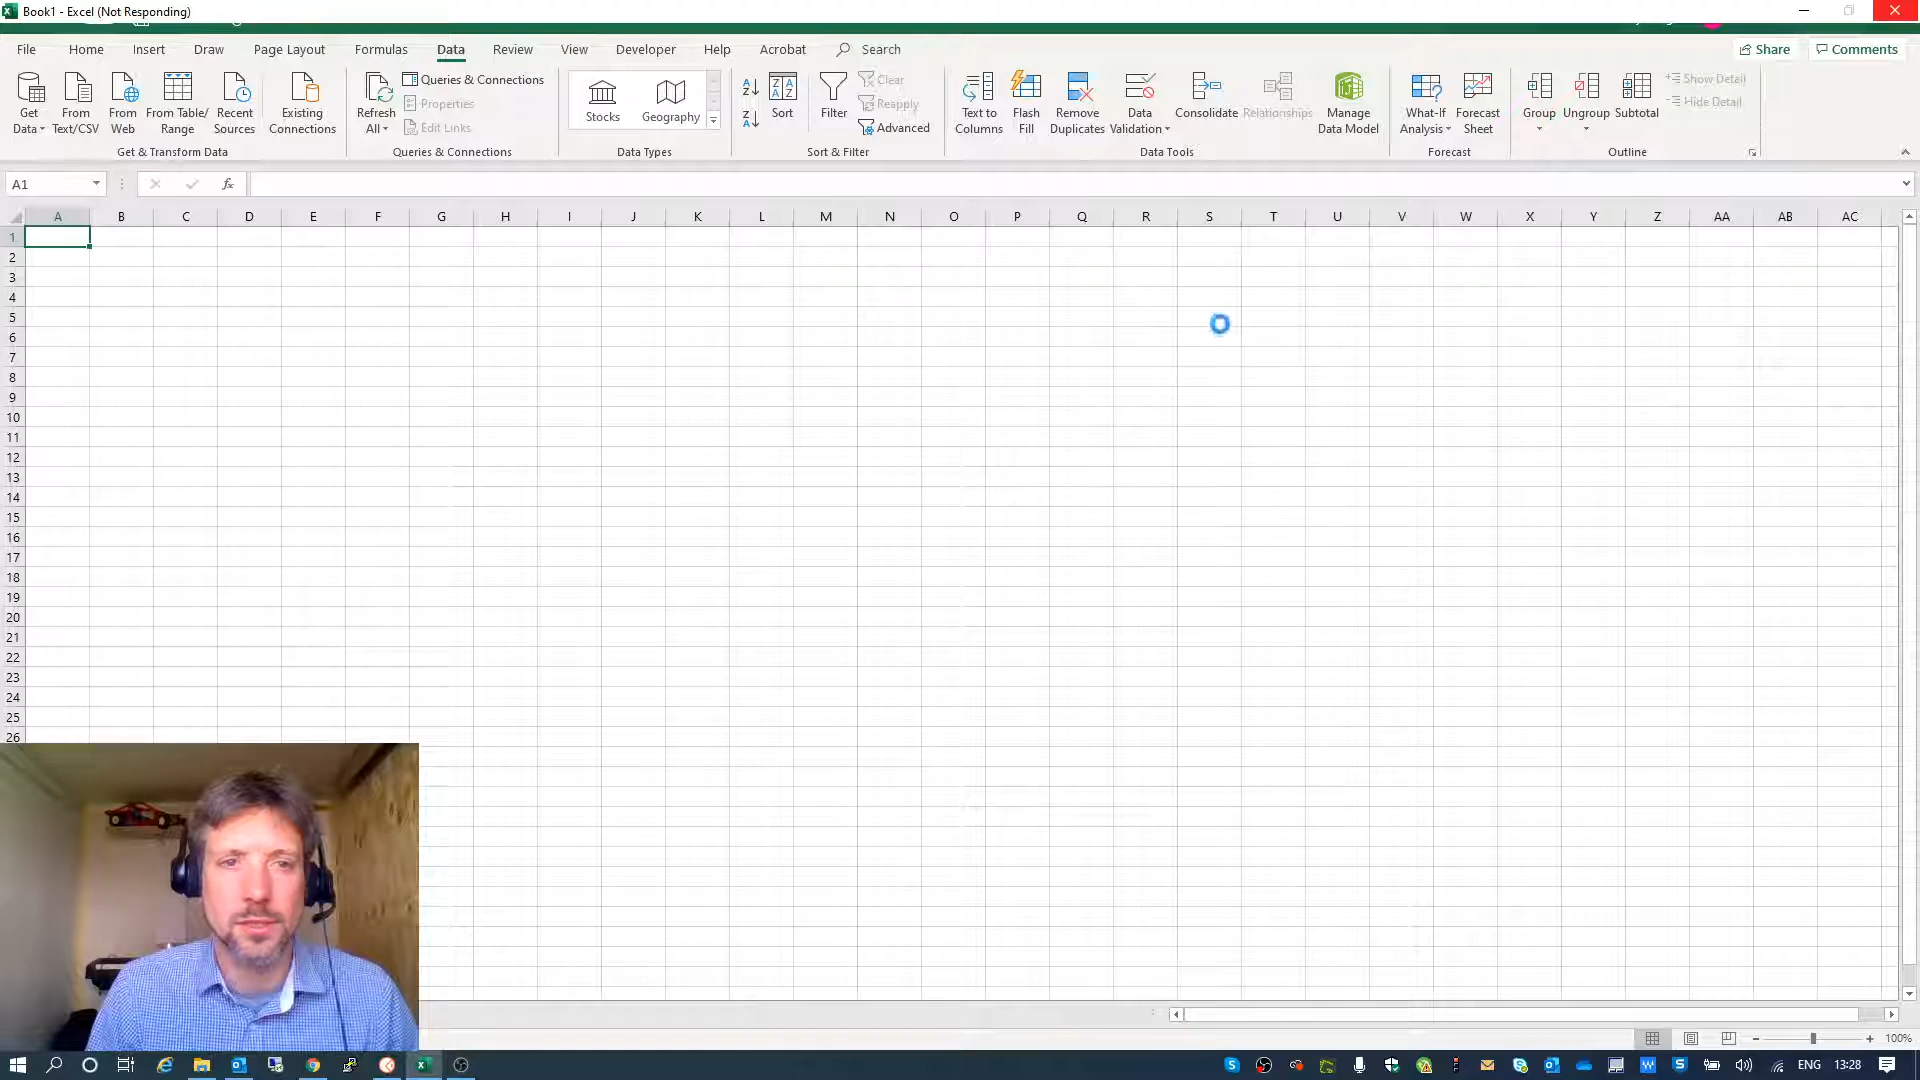 Book1 - Excel (Not Responding)
File Home Insert Draw Page Layout Formulas Data Review View Developer Help Acrobat Search Share Comments
Get Data
From Text/CSV
From Web
From Table/ Range
Recent Sources
Existing Connections
Get & Transform Data
Refresh All
Queries & Connections
Properties
Edit Links
Queries & Connections
Stocks
Geography
Data Types
Sort
Filter
Clear
Reapply
Advanced
Sort & Filter
Text to Columns
Flash Fill
Remove Duplicates
Data Validation
Consolidate
Relationships
Manage Data Model
Data Tools
What-If Analysis
Forecast Sheet
Forecast
Group
Ungroup
Subtotal
Show Detail
Hide Detail
Outline
A1
fx
A B C D E F G H I J K L M N O P Q R S T U V W X Y Z AA AB AC
1
2
3
4
5
6
7
8
9
10
11
12
13
14
15
16
17
18
19
20
21
22
23
24
25
26
100%
ENG 13:28